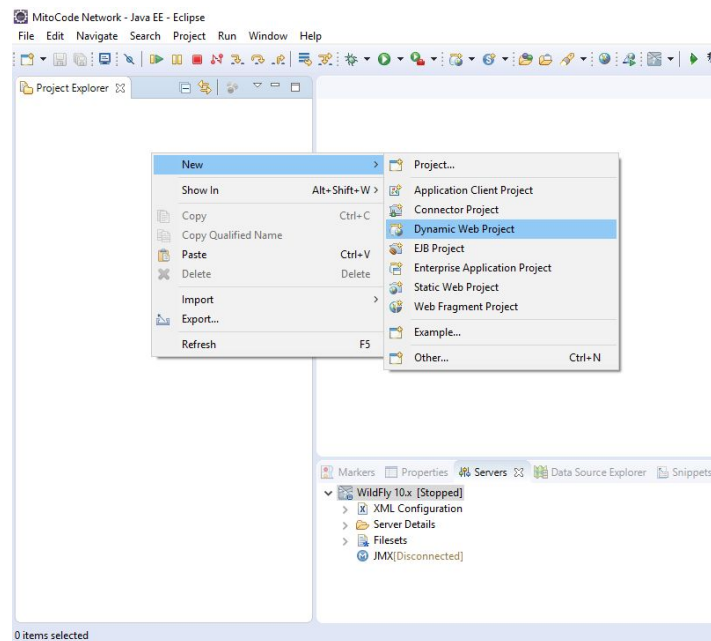 MitoCode Network - Java EE - Eclipse
File Edit Navigate Search Project Run Window Help
Project Explorer
New
Show In Alt+Shift+W >
Copy Ctrl+C
Copy Qualified Name
Paste Ctrl+V
Delete Delete
Import
Export...
Refresh F5
Project...
Application Client Project
Connector Project
Dynamic Web Project
EJB Project
Enterprise Application Project
Static Web Project
Web Fragment Project
Example...
Other... Ctrl+N
Markers Properties Servers Data Source Explorer Snippets
WildFly 10.x [Stopped]
XML Configuration
Server Details
Filesets
JMX[Disconnected]
0 items selected